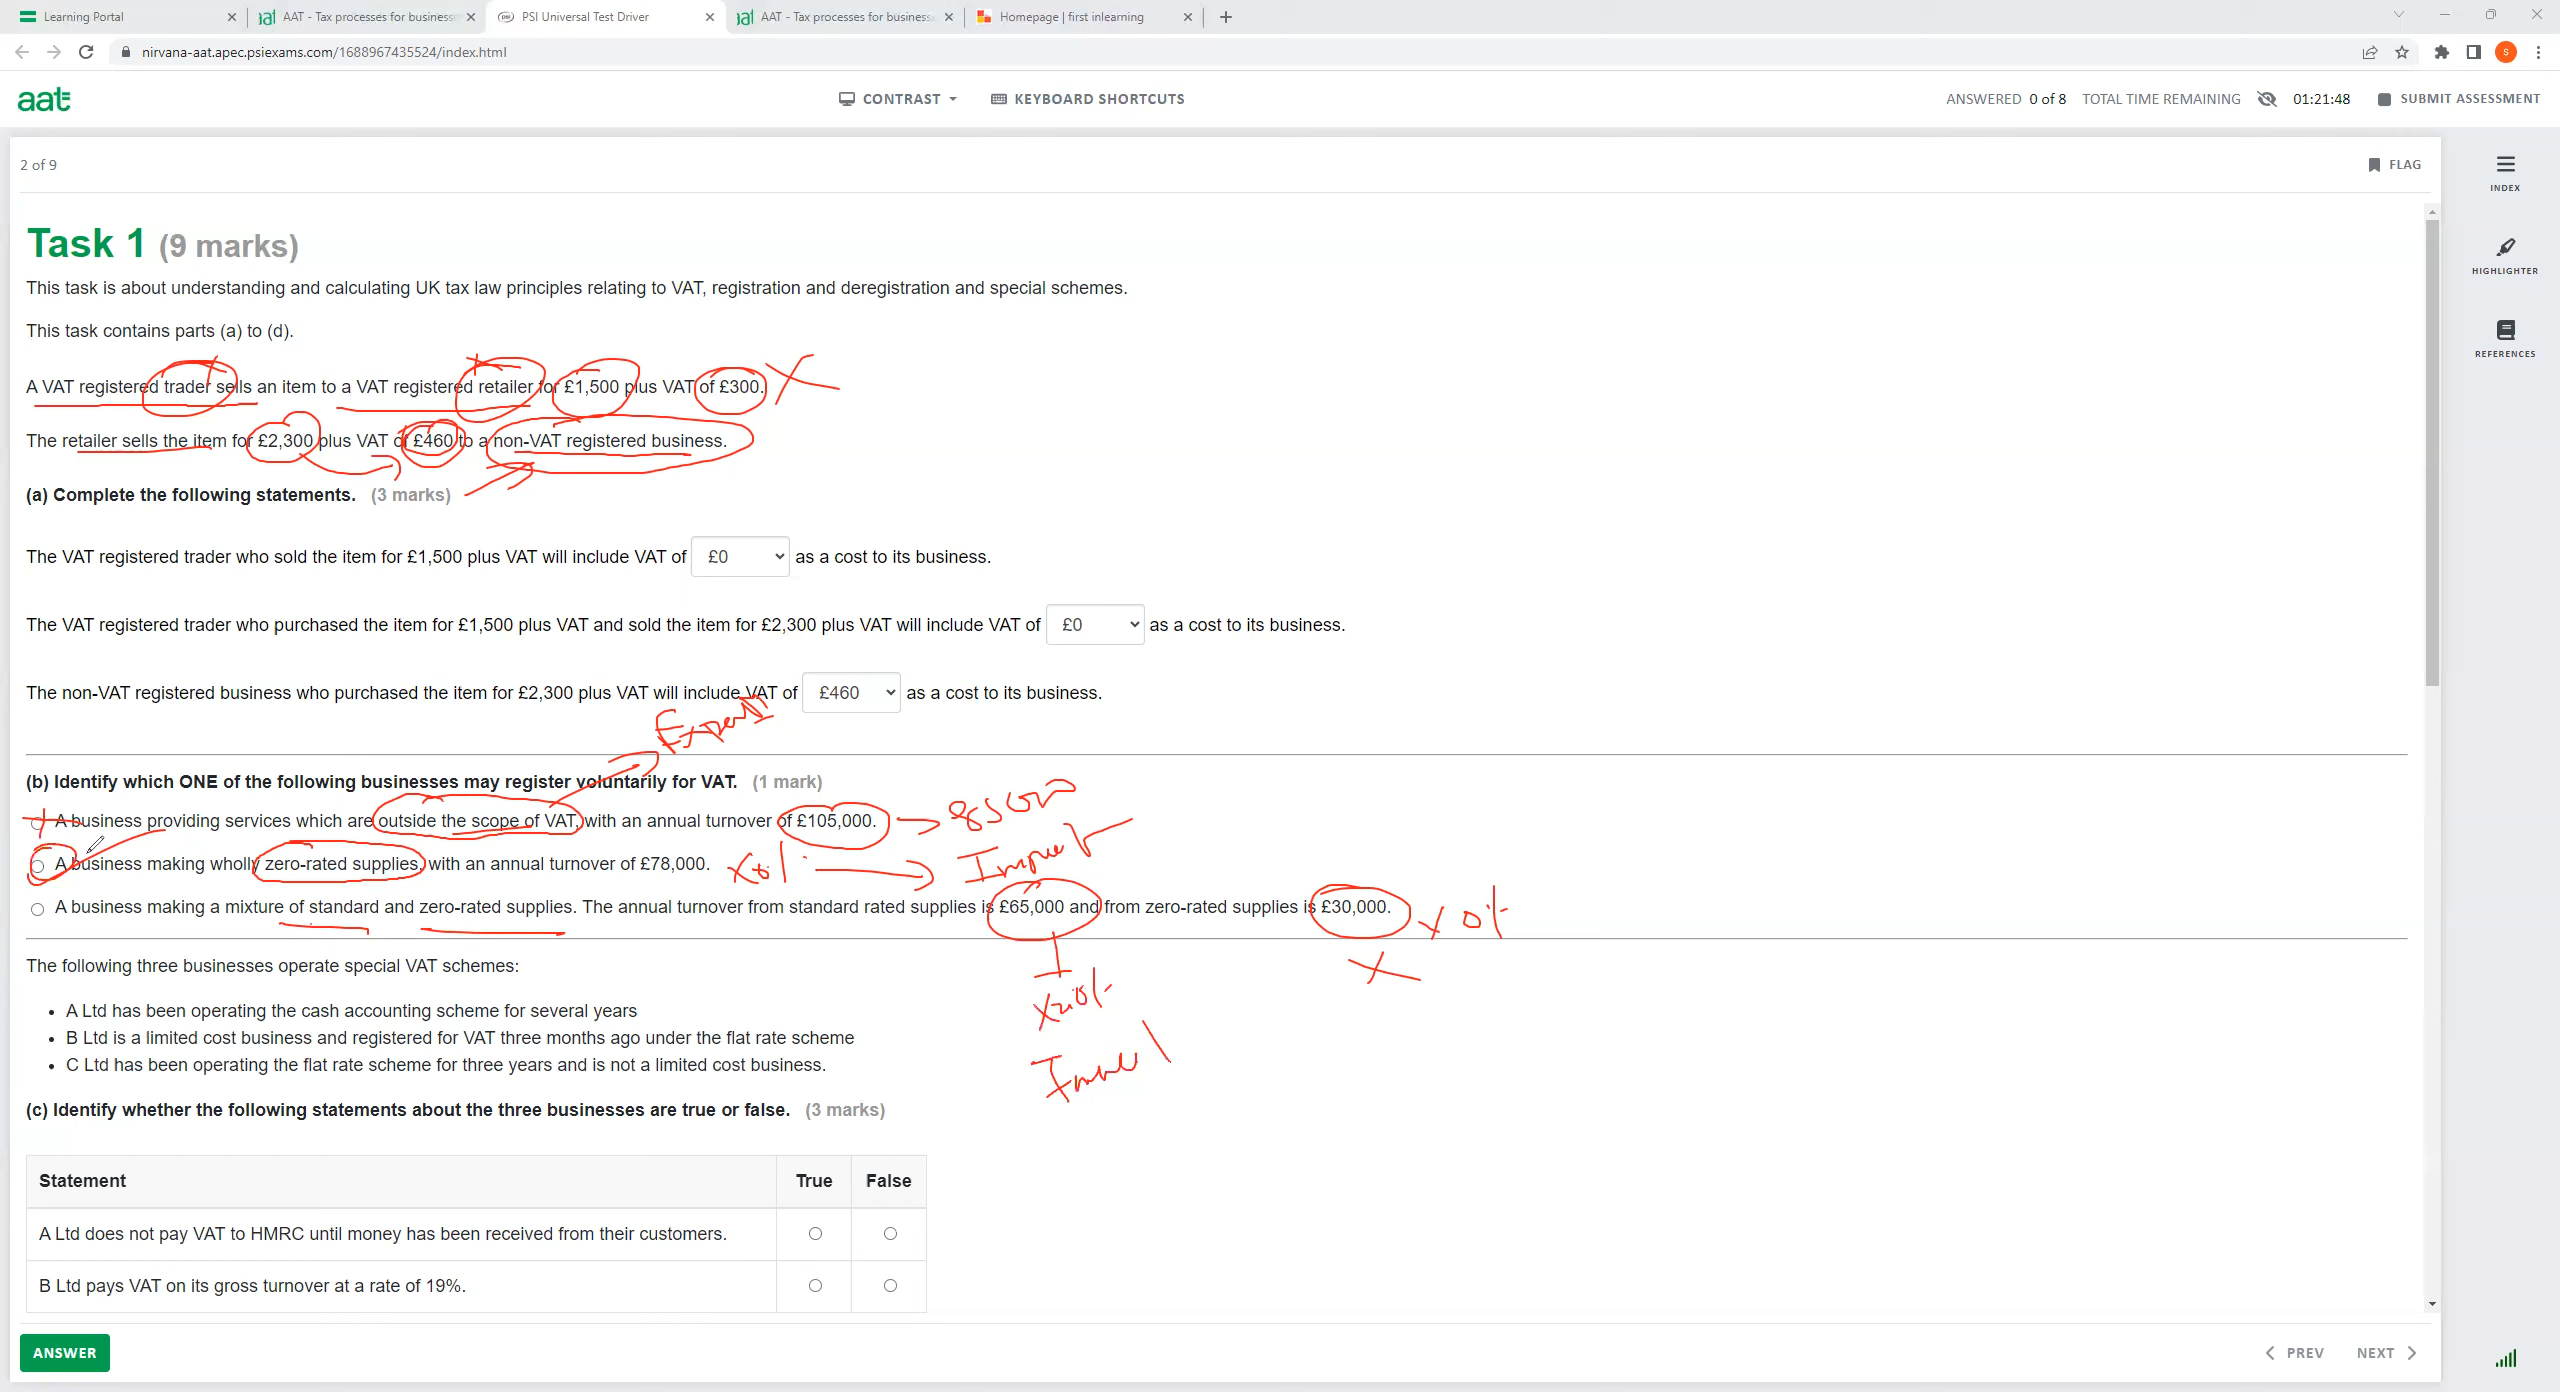 Learning Portal
AAT - Tax processes for business
PSI Universal Test Driver
AAT - Tax processes for business
Homepage | first inlearning
nirvana-aat.apec.psiexams.com/1688967435524/index.html
S
aat
CONTRAST
KEYBOARD SHORTCUTS
ANSWERED 0 of 8
TOTAL TIME REMAINING
01:21:48
SUBMIT ASSESSMENT
2 of 9
FLAG
INDEX
HIGHLIGHTER
REFERENCES
Task 1 (9 marks)
This task is about understanding and calculating UK tax law principles relating to VAT, registration and deregistration and special schemes.
This task contains parts (a) to (d).
A VAT registered trader sells an item to a VAT registered retailer for £1,500 plus VAT of £300.
The retailer sells the item for £2,300 plus VAT of £460 to a non-VAT registered business.
(a) Complete the following statements. (3 marks)
The VAT registered trader who sold the item for £1,500 plus VAT will include VAT of £0 as a cost to its business.
The VAT registered trader who purchased the item for £1,500 plus VAT and sold the item for £2,300 plus VAT will include VAT of £0 as a cost to its business.
The non-VAT registered business who purchased the item for £2,300 plus VAT will include VAT of £460 as a cost to its business.
(b) Identify which ONE of the following businesses may register voluntarily for VAT. (1 mark)
A business providing services which are outside the scope of VAT, with an annual turnover of £105,000.
A business making wholly zero-rated supplies, with an annual turnover of £78,000.
X0%
A business making a mixture of standard and zero-rated supplies. The annual turnover from standard rated supplies is £65,000 and from zero-rated supplies is £30,000.
X 0%
X20%
The following three businesses operate special VAT schemes:
A Ltd has been operating the cash accounting scheme for several years
B Ltd is a limited cost business and registered for VAT three months ago under the flat rate scheme
C Ltd has been operating the flat rate scheme for three years and is not a limited cost business.
(c) Identify whether the following statements about the three businesses are true or false. (3 marks)
Statement True False
A Ltd does not pay VAT to HMRC until money has been received from their customers.
B Ltd pays VAT on its gross turnover at a rate of 19%.
ANSWER
PREV
NEXT